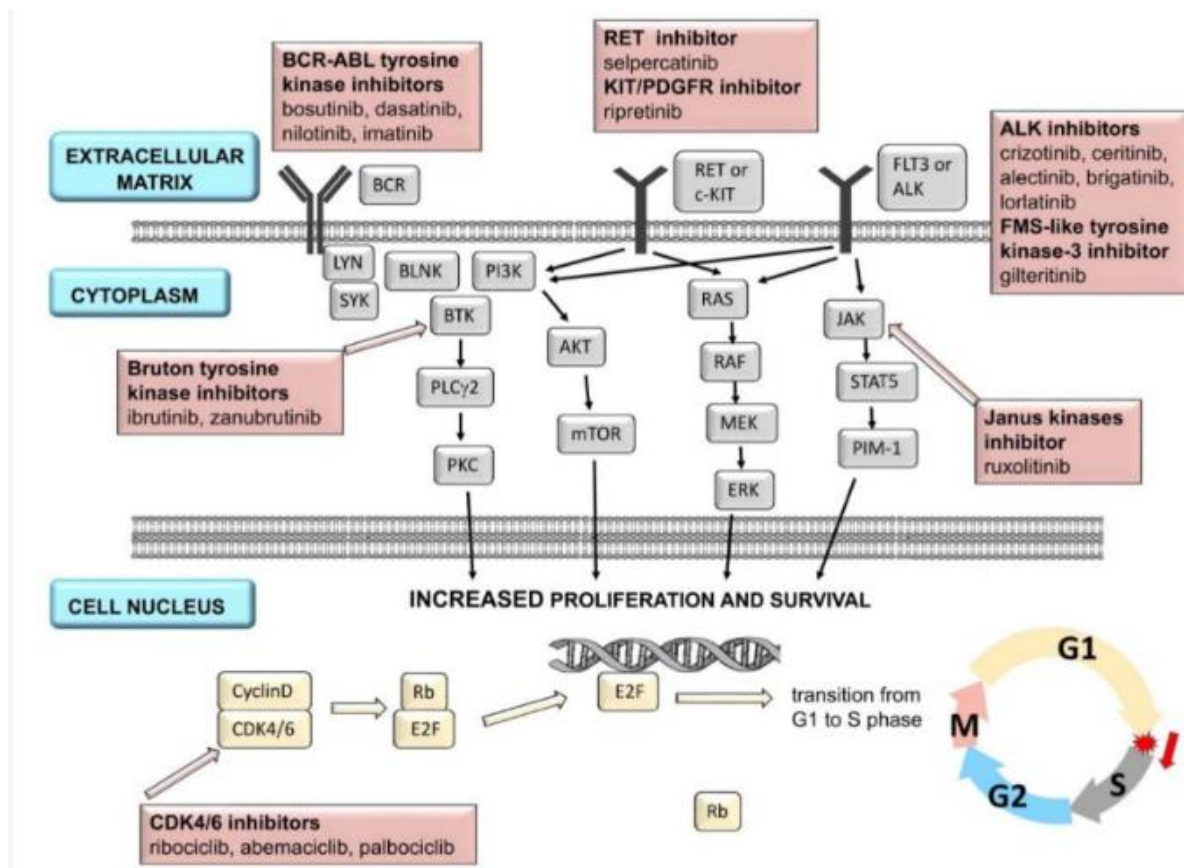 BCR-ABL tyrosine
kinase inhibitors
bosutinib, dasatinib,
nilotinib, imatinib
RET inhibitor
selpercatinib
KIT/PDGFR inhibitor
ripretinib
ALK inhibitors
crizotinib, ceritinib,
alectinib, brigatinib,
lorlatinib
FMS-like tyrosine
kinase-3 inhibitor
gilteritinib
EXTRACELLULAR
MATRIX
BCR
RET or
c-KIT
FLT3 or
ALK
CYTOPLASM
LYN
SYK
BLNK
PI3K
BTK
AKT
RAS
JAK
Bruton tyrosine
kinase inhibitors
ibrutinib, zanubrutinib
PLCγ2
RAF
STAT5
mTOR
MEK
PIM-1
PKC
ERK
Janus kinases
inhibitor
ruxolitinib
CELL NUCLEUS
INCREASED PROLIFERATION AND SURVIVAL
CyclinD
CDK4/6
Rb
E2F
E2F
transition from
G1 to S phase
Rb
G1
S
G2
M
CDK4/6 inhibitors
ribociclib, abemaciclib, palbociclib